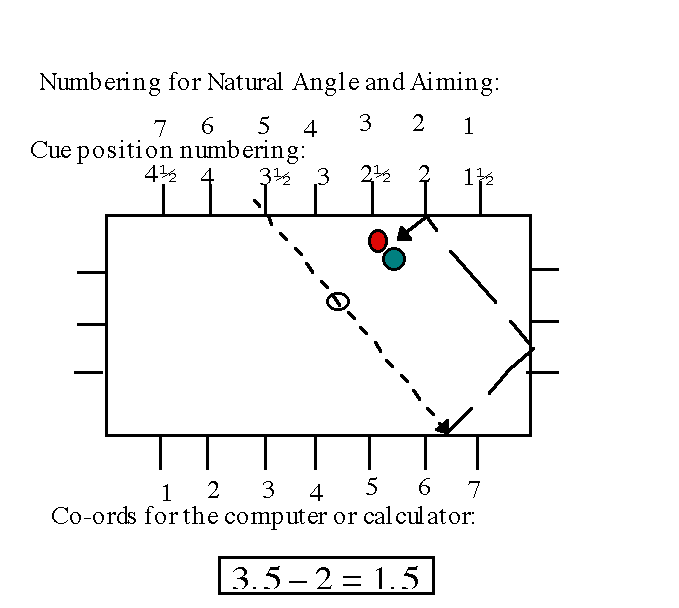 Numbering for Natural Angle and Aiming:
7 6 5 4 3 2 1
Cue position numbering:
4½ 4 3½ 3 2½ 2 1½
1 2 3 4 5 6 7
Co-ords for the computer or calculator:
3.5 – 2 = 1.5